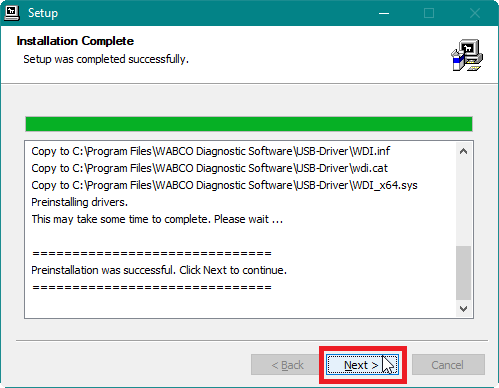 Setup
Installation Complete
Setup was completed successfully.
Copy to C:\Program Files\WABCO Diagnostic Software\USB-Driver\WDI.inf
Copy to C:\Program Files\WABCO Diagnostic Software\USB-Driver\wdi.cat
Copy to C:\Program Files\WABCO Diagnostic Software\USB-Driver\WDI_x64.sys
Preinstalling drivers.
This may take some time to complete. Please wait ...
==============================
Preinstallation was successful. Click Next to continue.
==============================
< Back Next > Cancel